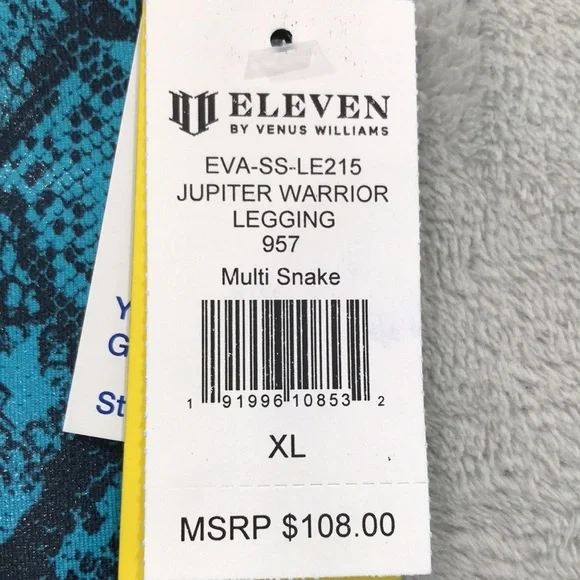 ELEVEN
BY VENUS WILLIAMS
EVA-SS-LE215
JUPITER WARRIOR
LEGGING
957
Multi Snake
1 91996 10853 2
XL
MSRP $108.00
Y
G
St